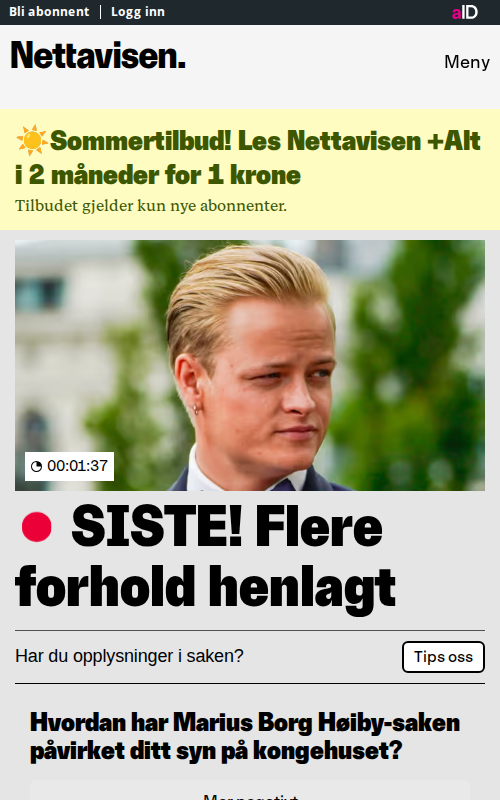 Bli abonnent | Logg inn
aID
Nettavisen.
Meny
☀️Sommertilbud! Les Nettavisen +Alt
i 2 måneder for 1 krone
Tilbudet gjelder kun nye abonnenter.
00:01:37
SISTE! Flere
forhold henlagt
Har du opplysninger i saken?
Tips oss
Hvordan har Marius Borg Høiby-saken
påvirket ditt syn på kongehuset?